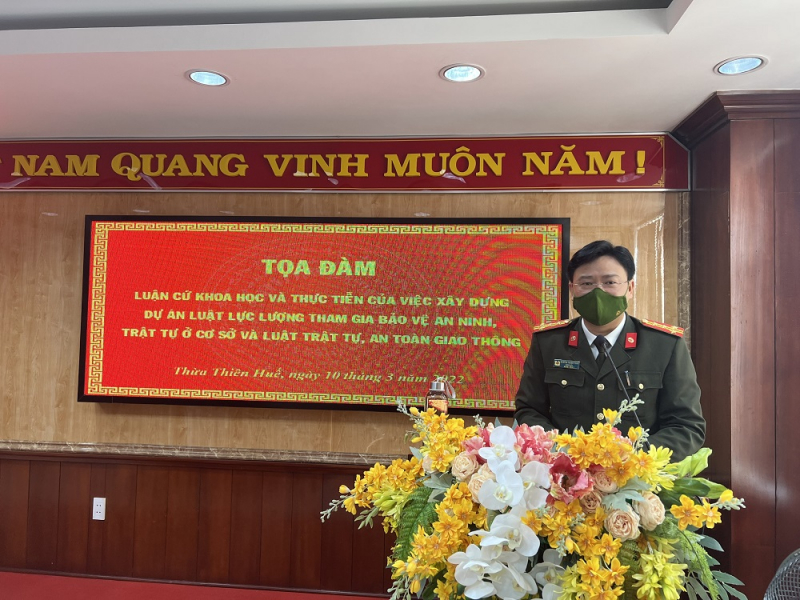 NAM QUANG VINH MUÔN NĂM !
TỌA ĐÀM
LUẬN CỨ KHOA HỌC VÀ THỰC TIỄN CỦA VIỆC XÂY DỰNG
DỰ ÁN LUẬT LỰC LƯỢNG THAM GIA BẢO VỆ AN NINH,
TRẬT TỰ Ở CƠ SỞ VÀ LUẬT TRẬT TỰ, AN TOÀN GIAO THÔNG
Thừa Thiên Huế, ngày 10 tháng 3 năm 2022